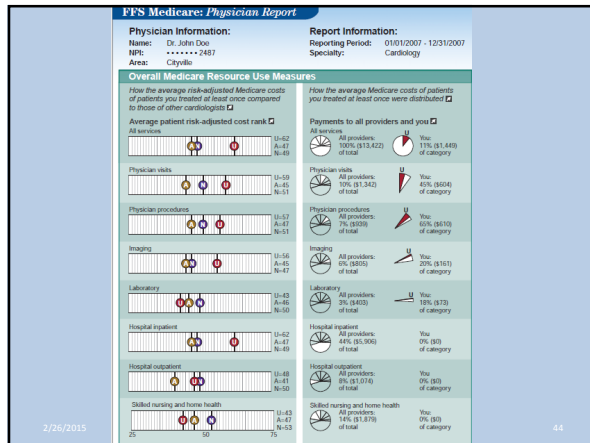 FFS Medicare: Physician Report
Physician Information:
Name: Dr. John Doe
NPI: •••••••2487
Area: Cityville
Report Information:
Reporting Period: 01/01/2007 - 12/31/2007
Specialty: Cardiology
Overall Medicare Resource Use Measures
How the average risk-adjusted Medicare costs
of patients you treated at least once compared
to those of other cardiologists
Average patient risk-adjusted cost rank
All services
A N U
U=62
A=47
N=49
Physician visits
A N U
U=59
A=45
N=51
Physician procedures
A N U
U=57
A=47
N=51
Imaging
A N U
U=56
A=45
N=47
Laboratory
U A N
U=43
A=46
N=50
Hospital inpatient
A N U
U=62
A=47
N=49
Hospital outpatient
A U N
U=48
A=41
N=50
Skilled nursing and home health
U A N
U=43
A=47
N=53
25 50 75
How the average Medicare costs of patients
you treated at least once were distributed
Payments to all providers and you
All services
All providers:
100% ($13,422)
of total
U
You:
11% ($1,449)
of category
Physician visits
All providers:
10% ($1,342)
of total
U
You:
45% ($604)
of category
Physician procedures
All providers:
7% ($939)
of total
U
You:
65% ($610)
of category
Imaging
All providers:
6% ($805)
of total
U
You:
20% ($161)
of category
Laboratory
All providers:
3% ($403)
of total
U
You:
18% ($73)
of category
Hospital inpatient
All providers:
44% ($5,906)
of total
You:
0% ($0)
of category
Hospital outpatient
All providers:
8% ($1,074)
of total
You:
0% ($0)
of category
Skilled nursing and home health
All providers:
14% ($1,879)
of total
You:
0% ($0)
of category
2/26/2015
44